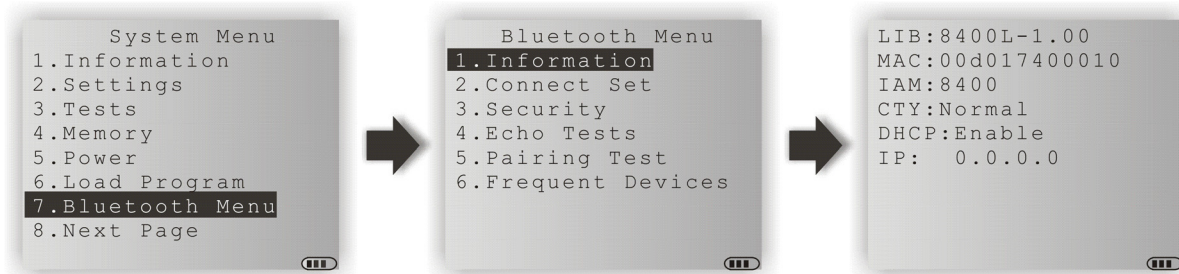 System Menu
1.Information
2.Settings
3.Tests
4.Memory
5.Power
6.Load Program
7.Bluetooth Menu
8.Next Page
Bluetooth Menu
1.Information
2.Connect Set
3.Security
4.Echo Tests
5.Pairing Test
6.Frequent Devices
LIB:8400L-1.00
MAC:00d017400010
IAM:8400
CTY:Normal
DHCP:Enable
IP: 0.0.0.0